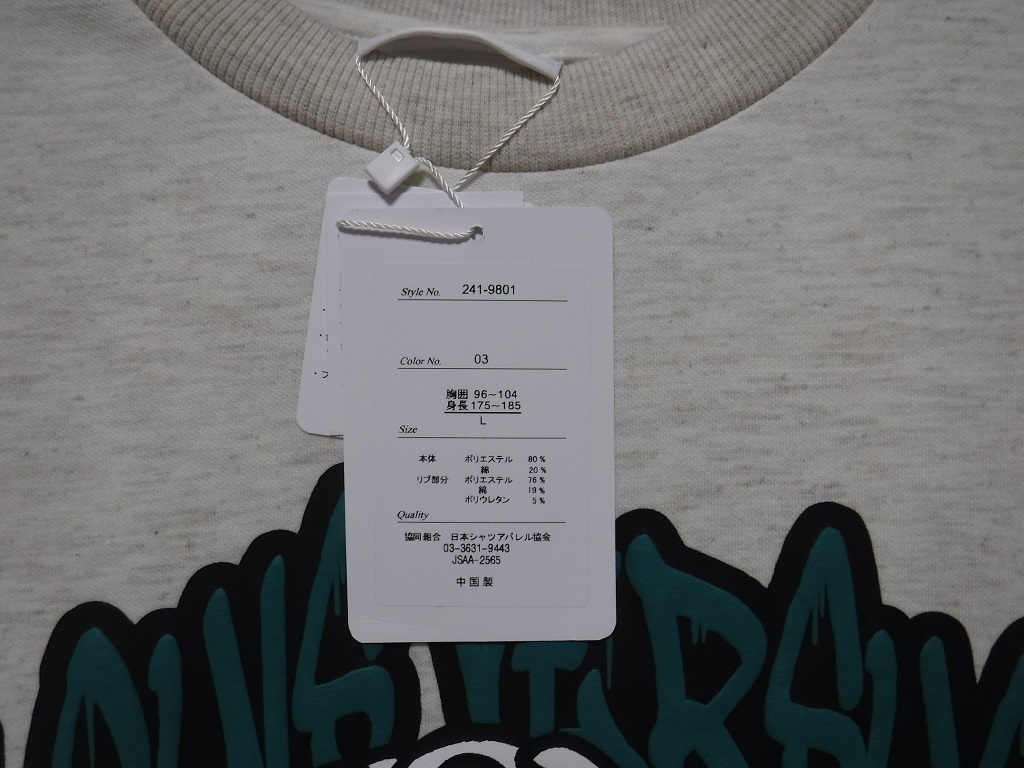 Style No. 241-9801
Color No. 03
胸囲 96~104
身長 175~185
L
Size
本体 ポリエステル 80%
綿 20%
リブ部分 ポリエステル 76%
綿 19%
ポリウレタン 5%
Quality
協同組合 日本シャツアパレル協会
03-3631-9443
JSAA-2565
中国製